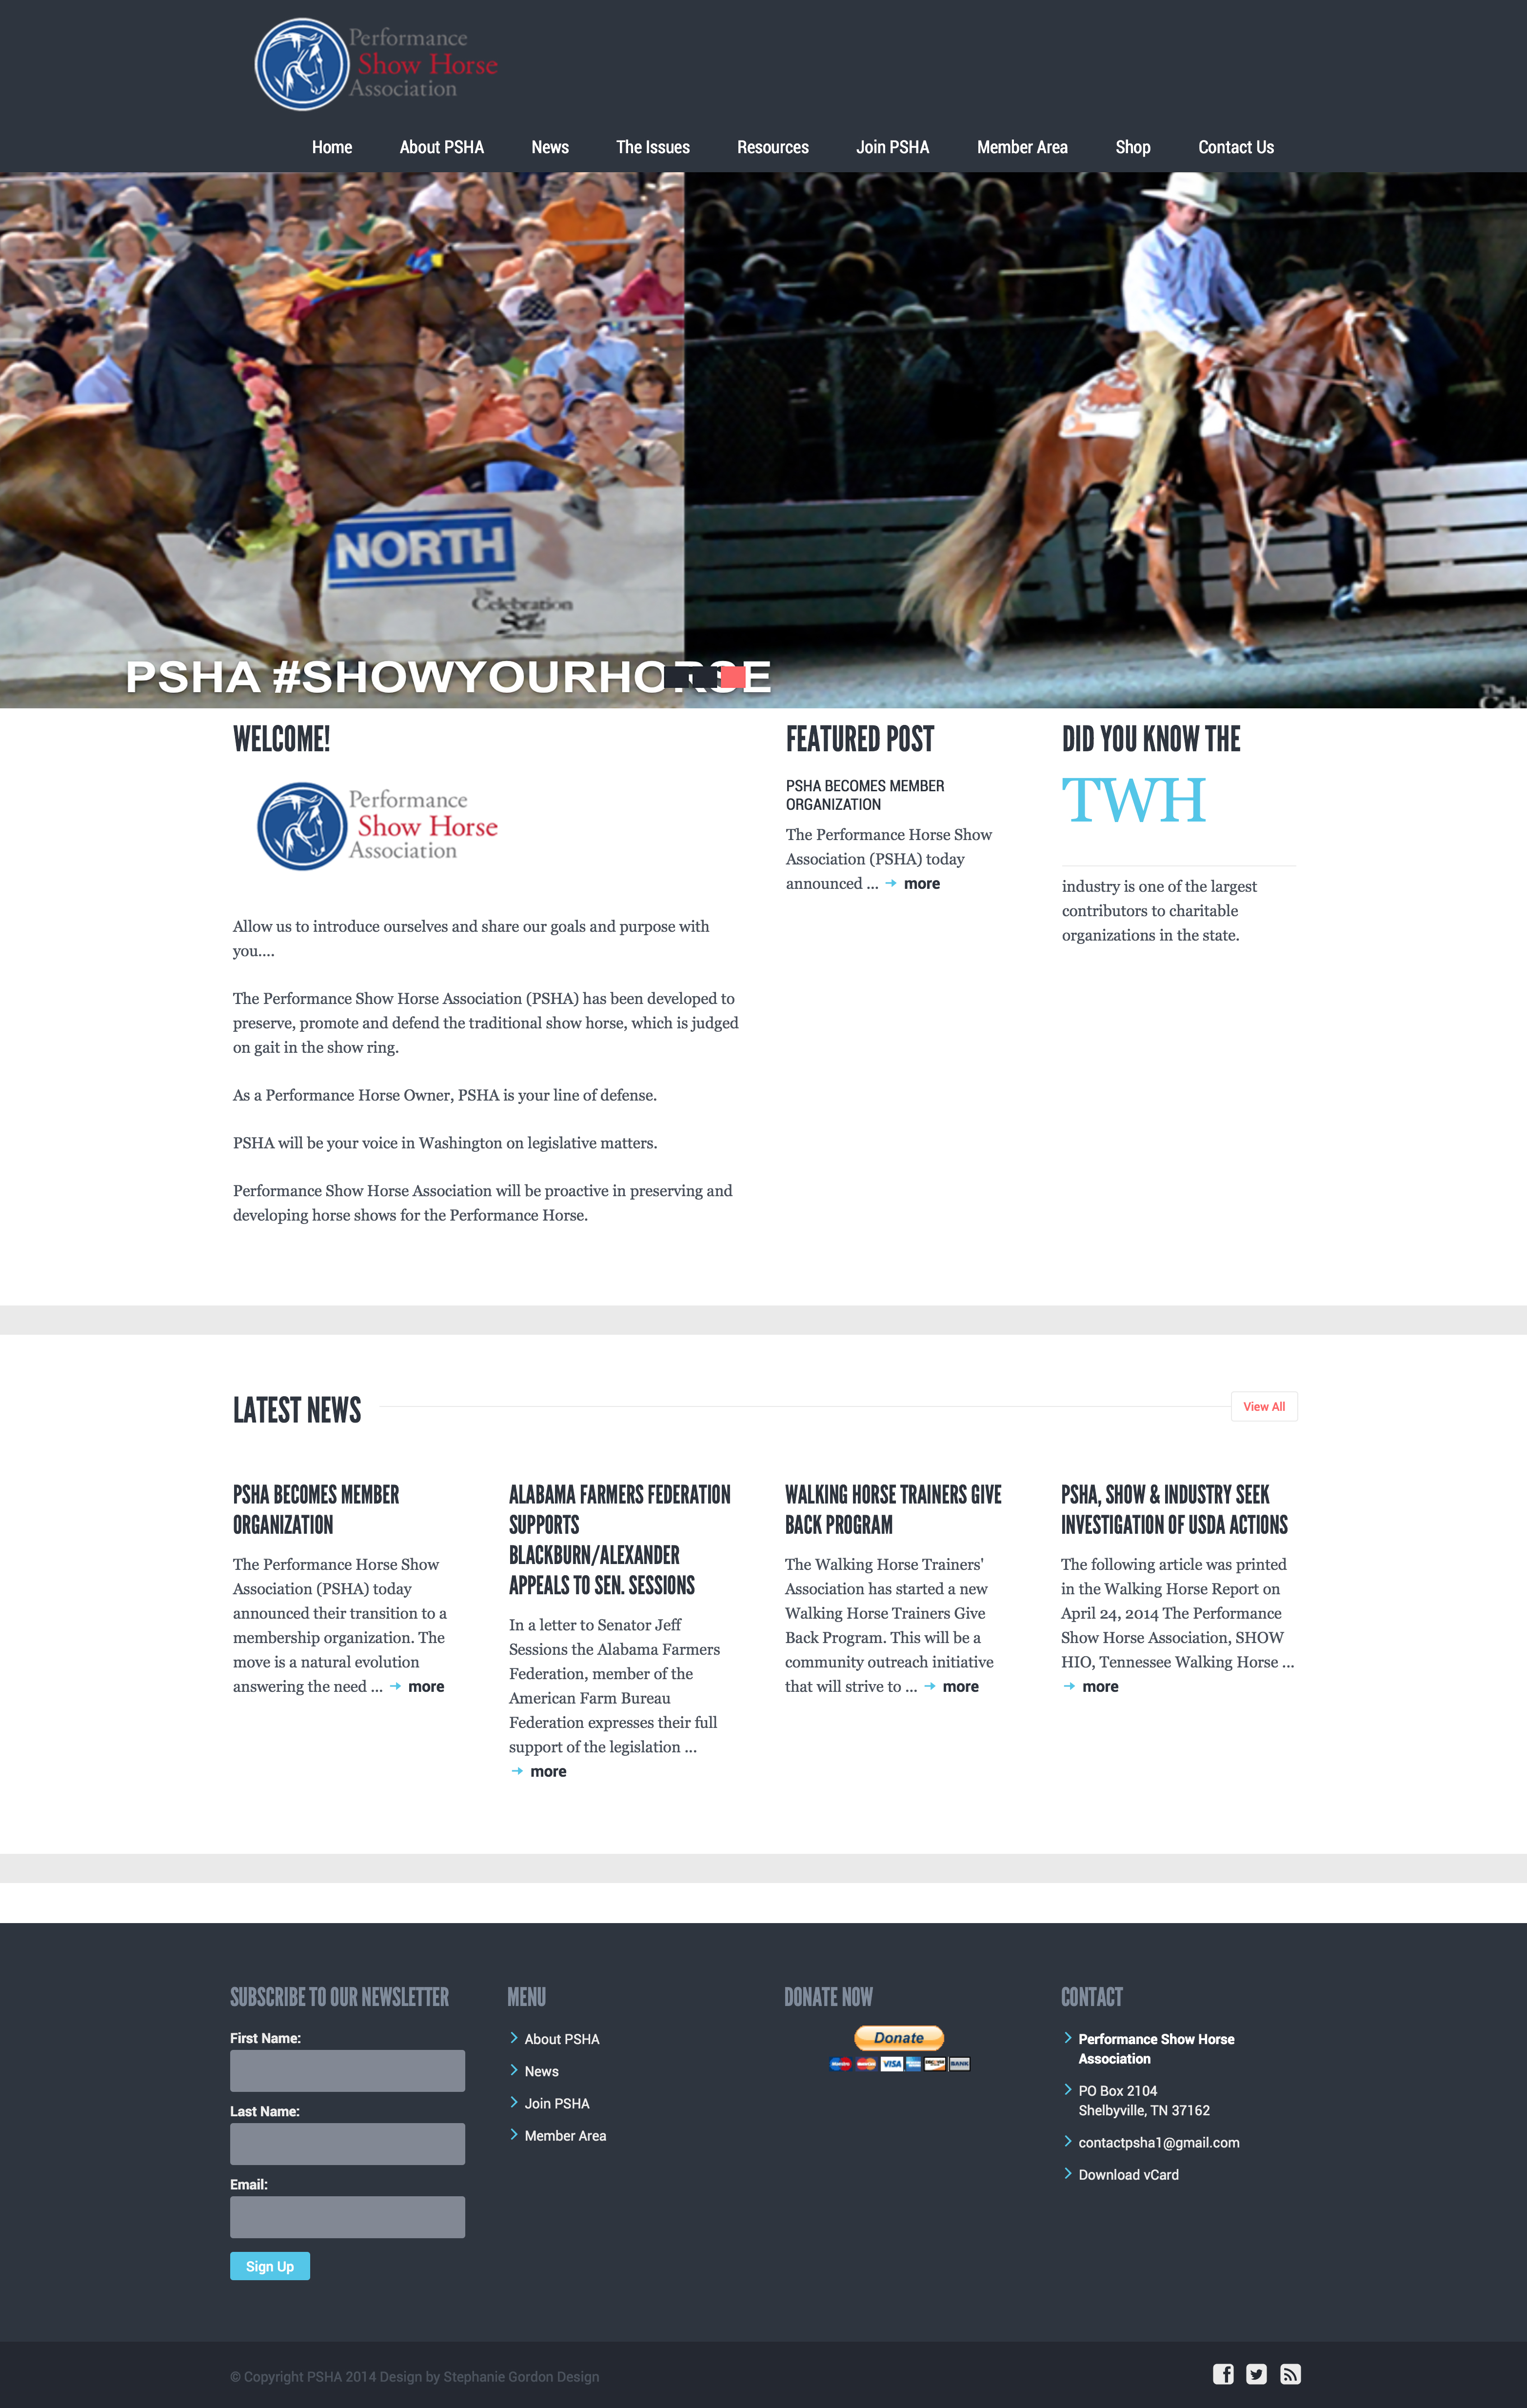 Performance
Show Horse
Association
Home About PSHA News The Issues Resources Join PSHA Member Area Shop Contact Us
NORTH
The
Celebration
PSHA #SHOWYOURHORSE
The
WELCOME!
Performance
Show Horse
Association
Allow us to introduce ourselves and share our goals and purpose with
you....
The Performance Show Horse Association (PSHA) has been developed to
preserve, promote and defend the traditional show horse, which is judged
on gait in the show ring.
As a Performance Horse Owner, PSHA is your line of defense.
PSHA will be your voice in Washington on legislative matters.
Performance Show Horse Association will be proactive in preserving and
developing horse shows for the Performance Horse.
FEATURED POST
PSHA BECOMES MEMBER
ORGANIZATION
The Performance Horse Show
Association (PSHA) today
announced ... more
DID YOU KNOW THE
TWH
industry is one of the largest
contributors to charitable
organizations in the state.
LATEST NEWS
View All
PSHA BECOMES MEMBER
ORGANIZATION
The Performance Horse Show
Association (PSHA) today
announced their transition to a
membership organization. The
move is a natural evolution
answering the need ... more
ALABAMA FARMERS FEDERATION
SUPPORTS
BLACKBURN/ALEXANDER
APPEALS TO SEN. SESSIONS
In a letter to Senator Jeff
Sessions the Alabama Farmers
Federation, member of the
American Farm Bureau
Federation expresses their full
support of the legislation ...
more
WALKING HORSE TRAINERS GIVE
BACK PROGRAM
The Walking Horse Trainers'
Association has started a new
Walking Horse Trainers Give
Back Program. This will be a
community outreach initiative
that will strive to ... more
PSHA, SHOW & INDUSTRY SEEK
INVESTIGATION OF USDA ACTIONS
The following article was printed
in the Walking Horse Report on
April 24, 2014 The Performance
Show Horse Association, SHOW
HIO, Tennessee Walking Horse ...
more
SUBSCRIBE TO OUR NEWSLETTER
First Name:
Last Name:
Email:
Sign Up
MENU
About PSHA
News
Join PSHA
Member Area
DONATE NOW
Donate
VISA BANK
CONTACT
Performance Show Horse
Association
PO Box 2104
Shelbyville, TN 37162
contactpsha1@gmail.com
Download vCard
© Copyright PSHA 2014 Design by Stephanie Gordon Design